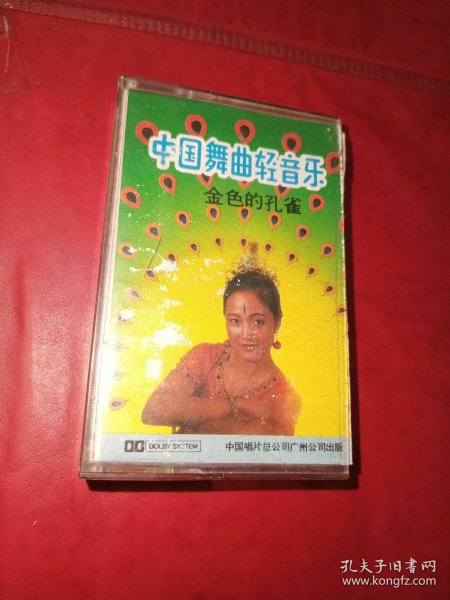 中国舞曲轻音乐
金色的孔雀
DOLBY SYSTEM
中国唱片总公司广州公司出版
孔夫子旧书网
www.kongfz.com